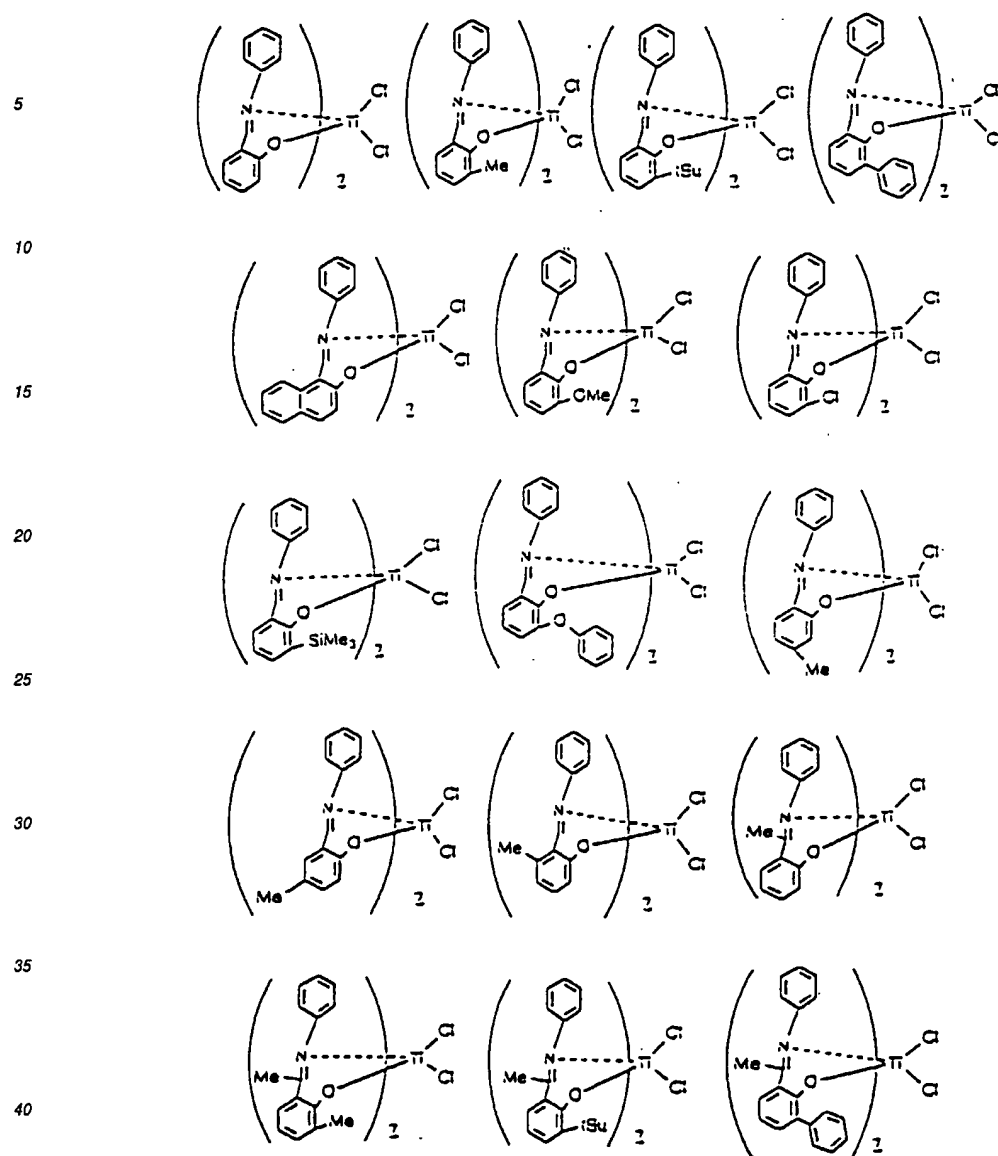 5
N Ti Cl Cl O 2
N Ti Cl Cl O Me 2
N Ti Cl Cl O 2
N Ti Cl Cl O 2
10
N Ti Cl Cl O 2
N Ti Cl Cl O OMe 2
N Ti Cl Cl O Cl 2
15
20
N Ti Cl Cl O SiMe3 2
N Ti Cl Cl O O 2
N Ti Cl Cl O Me 2
25
N Ti Cl Cl O Me 2
30
N Ti Cl Cl O Me 2
N Ti Cl Cl O Me 2
35
N Ti Cl Cl Me O Me 2
N Ti Cl Cl Me O 2
N Ti Cl Cl Me O 2
40